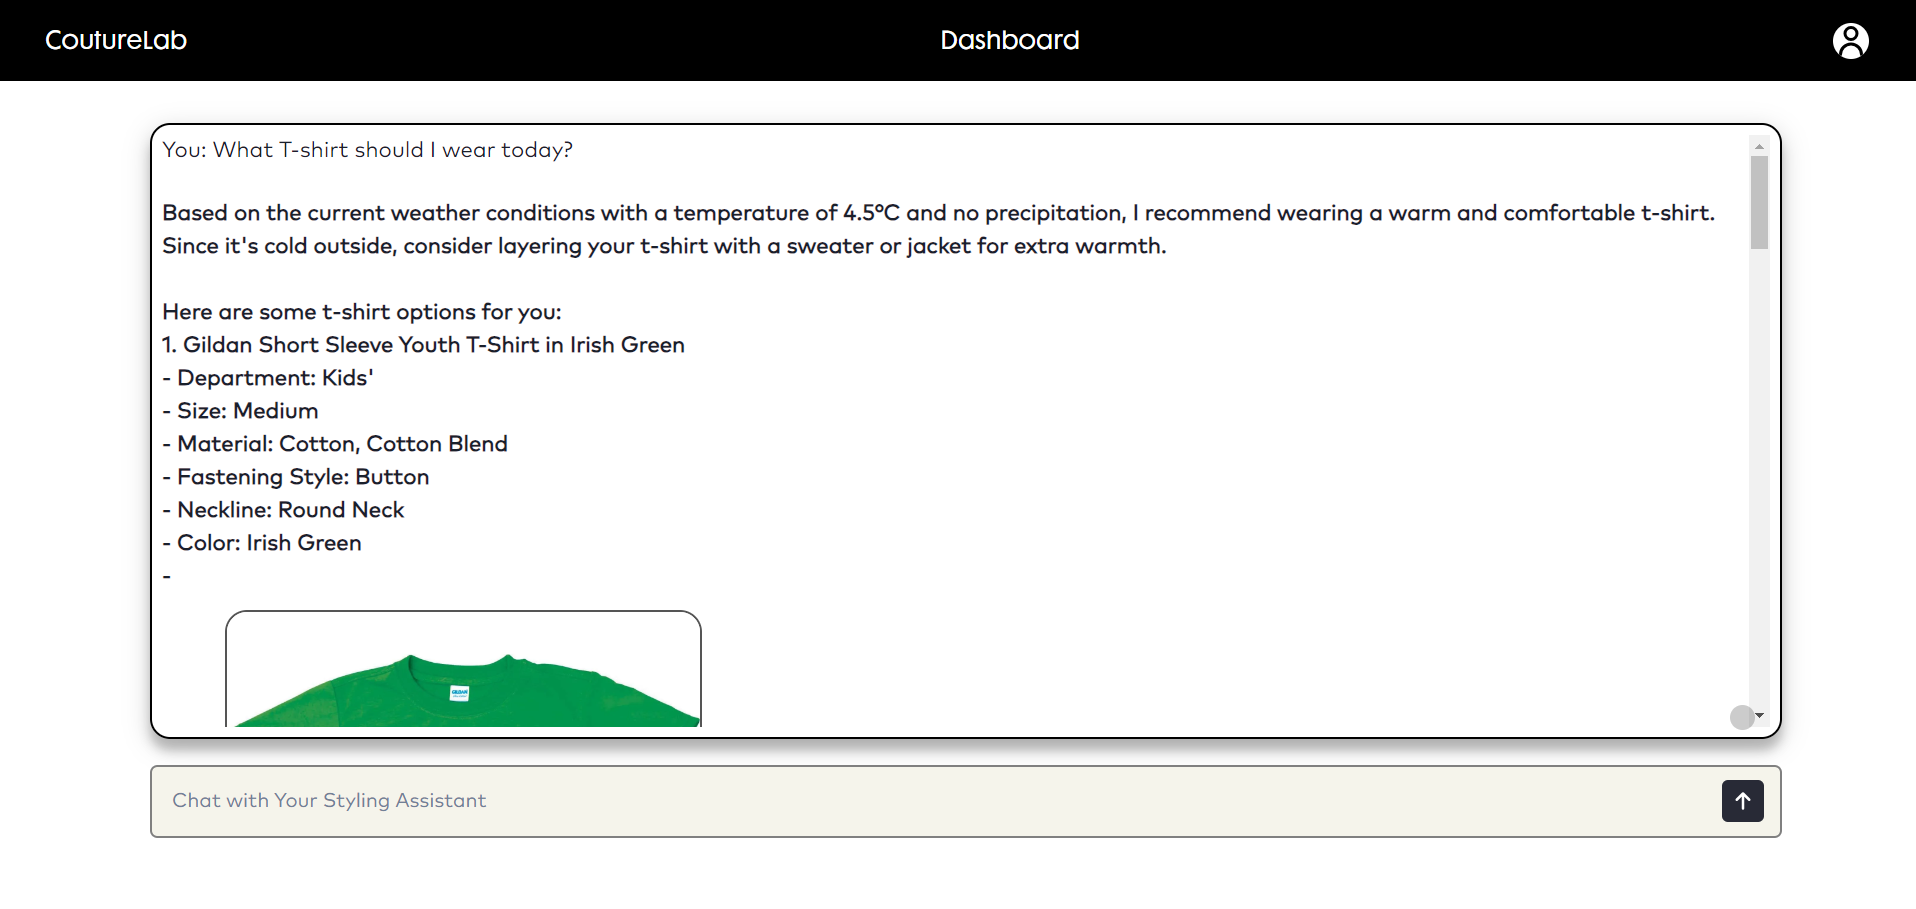 CoutureLab
Dashboard
You: What T-shirt should I wear today?
Based on the current weather conditions with a temperature of 4.5°C and no precipitation, I recommend wearing a warm and comfortable t-shirt.
Since it's cold outside, consider layering your t-shirt with a sweater or jacket for extra warmth.
Here are some t-shirt options for you:
1. Gildan Short Sleeve Youth T-Shirt in Irish Green
- Department: Kids'
- Size: Medium
- Material: Cotton, Cotton Blend
- Fastening Style: Button
- Neckline: Round Neck
- Color: Irish Green
-
GILDAN
Chat with Your Styling Assistant